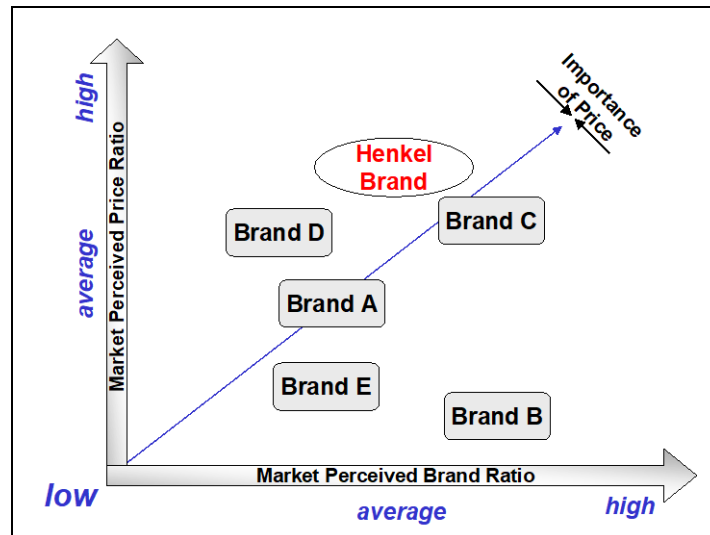 high
average
Market Perceived Price Ratio
Importance
of Price
Henkel
Brand
Brand D
Brand C
Brand A
Brand E
Brand B
low
Market Perceived Brand Ratio
average
high